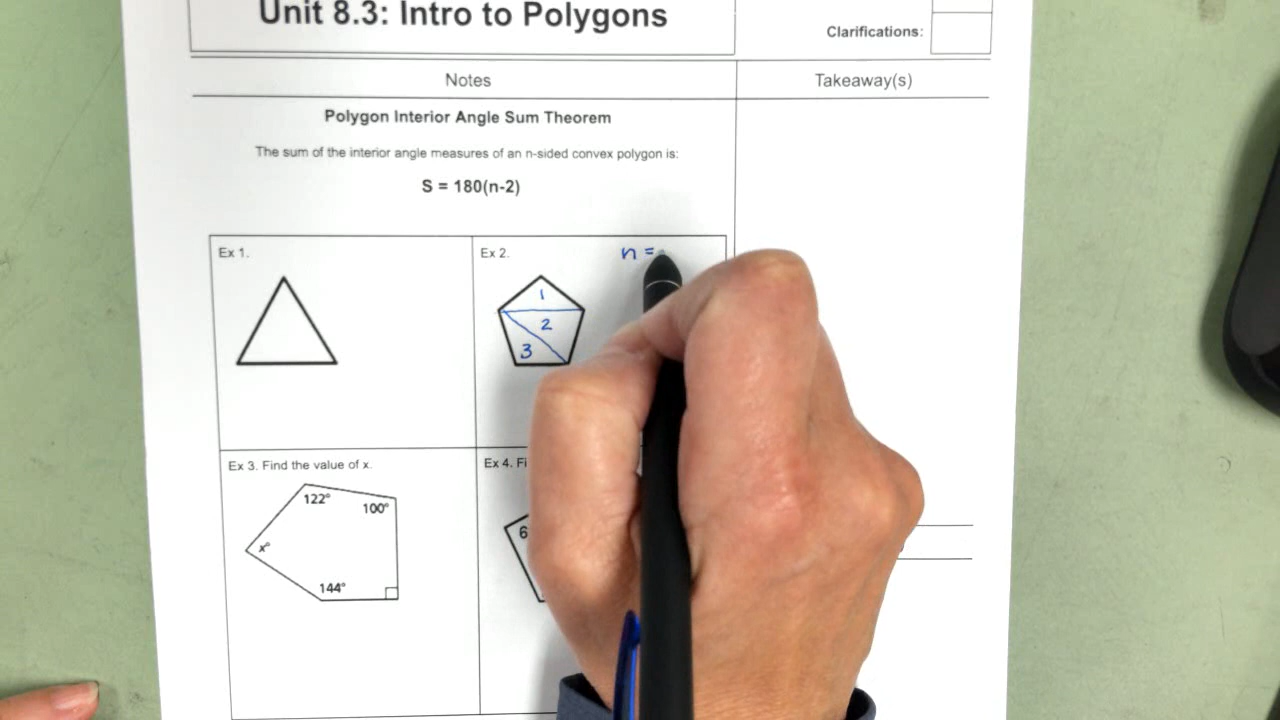 Unit 8.3: Intro to Polygons
Clarifications:
Notes
Takeaway(s)
Polygon Interior Angle Sum Theorem
The sum of the interior angle measures of an n-sided convex polygon is:
S = 180(n-2)
Ex 1.
Ex 2.
n =
1
2
3
Ex 3. Find the value of x.
122°
100°
x°
144°
Ex 4.
6